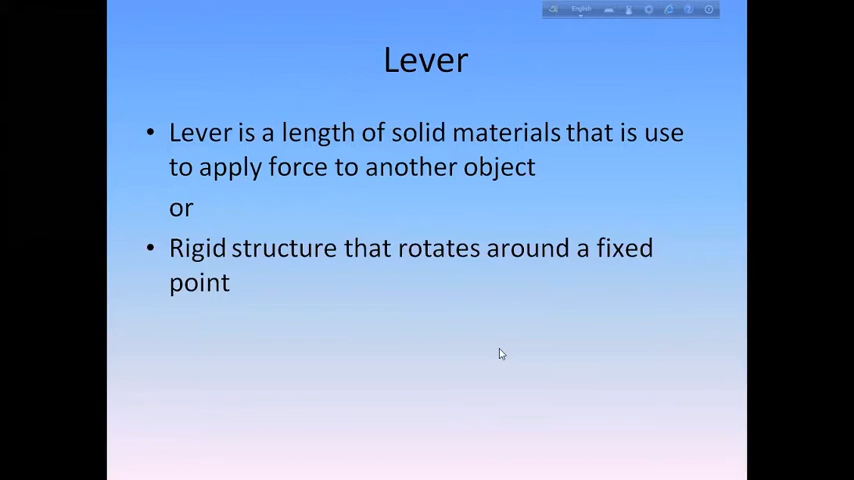 English
Lever
• Lever is a length of solid materials that is use
to apply force to another object
or
• Rigid structure that rotates around a fixed
point